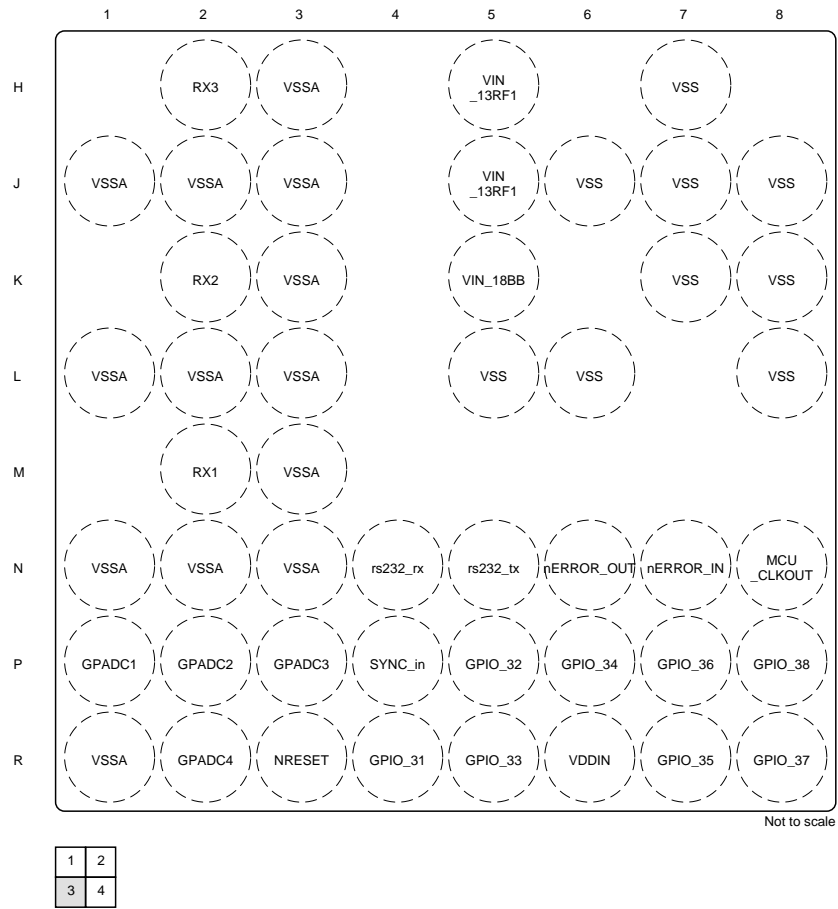 1 2 3 4 5 6 7 8
H RX3 VSSA VIN _13RF1 VSS
J VSSA VSSA VSSA VIN _13RF1 VSS VSS VSS
K RX2 VSSA VIN_18BB VSS VSS
L VSSA VSSA VSSA VSS VSS VSS
M RX1 VSSA
N VSSA VSSA VSSA rs232_rx rs232_tx nERROR_OUT nERROR_IN MCU _CLKOUT
P GPADC1 GPADC2 GPADC3 SYNC_in GPIO_32 GPIO_34 GPIO_36 GPIO_38
R VSSA GPADC4 NRESET GPIO_31 GPIO_33 VDDIN GPIO_35 GPIO_37
Not to scale
1 2
3 4